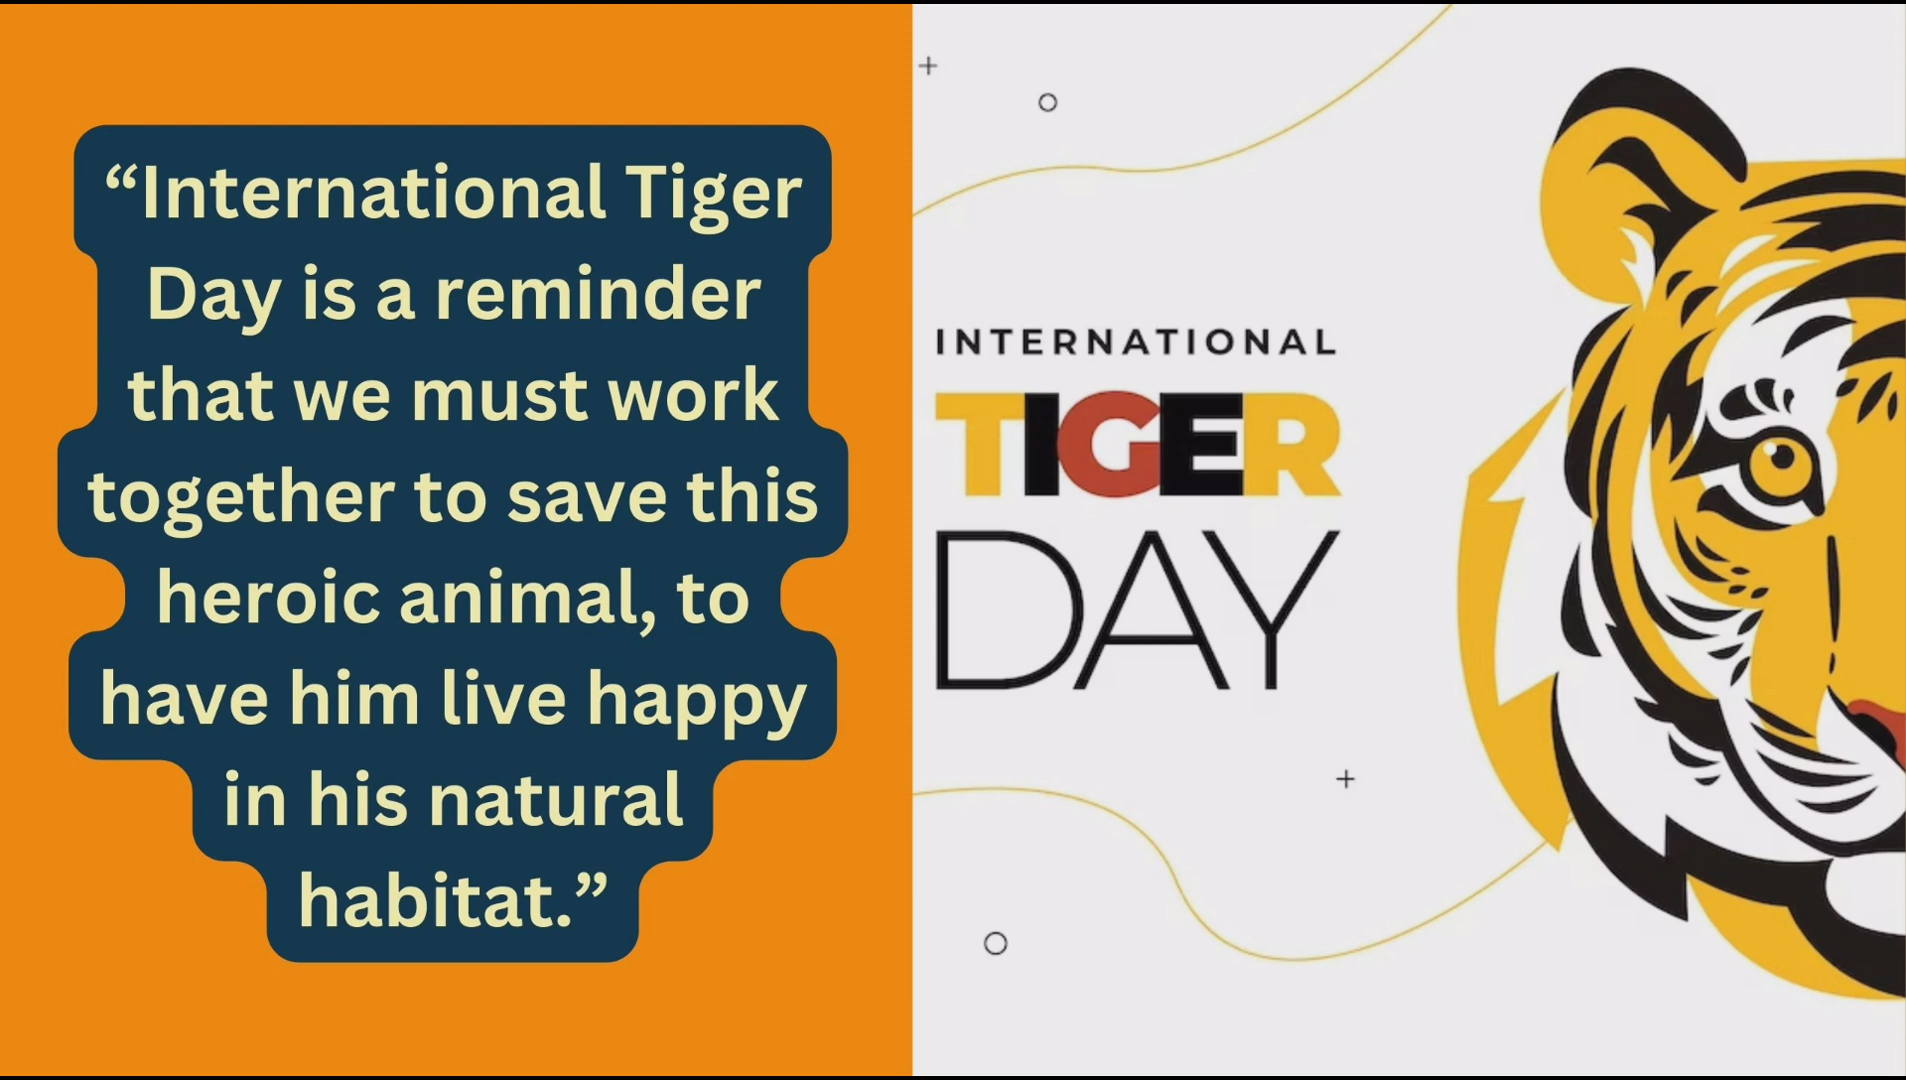 “International Tiger
Day is a reminder
that we must work
together to save this
heroic animal, to
have him live happy
in his natural
habitat.”
INTERNATIONAL
TIGER
DAY